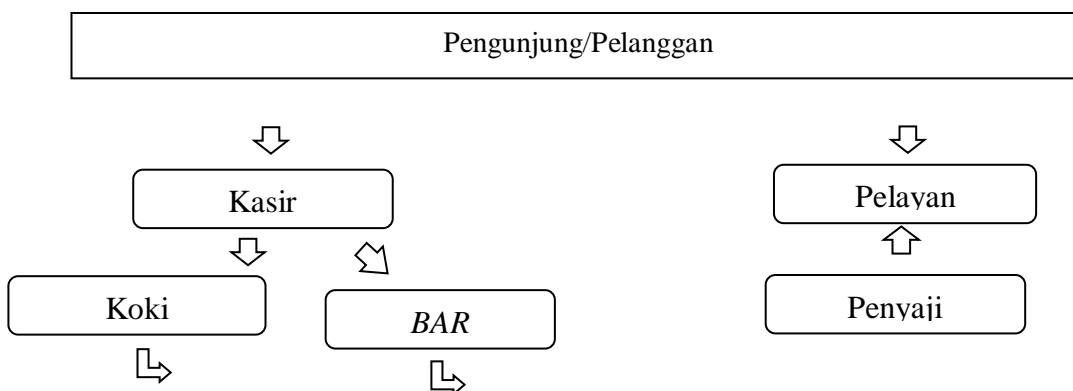 Pengunjung/Pelanggan
Kasir
Pelayan
Koki
BAR
Penyaji